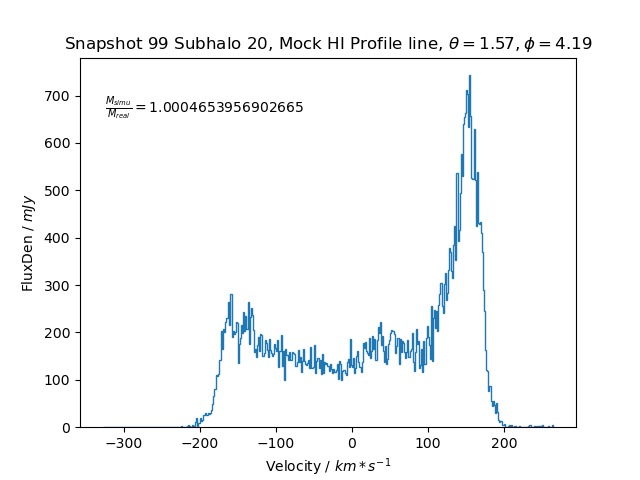 Snapshot 99 Subhalo 20, Mock HI Profile line, θ = 1.57, ϕ = 4.19
M_simu/M_real = 1.0004653956902665
FluxDen / mJy
700
600
500
400
300
200
100
0
−300 −200 −100 0 100 200
Velocity / km * s⁻¹